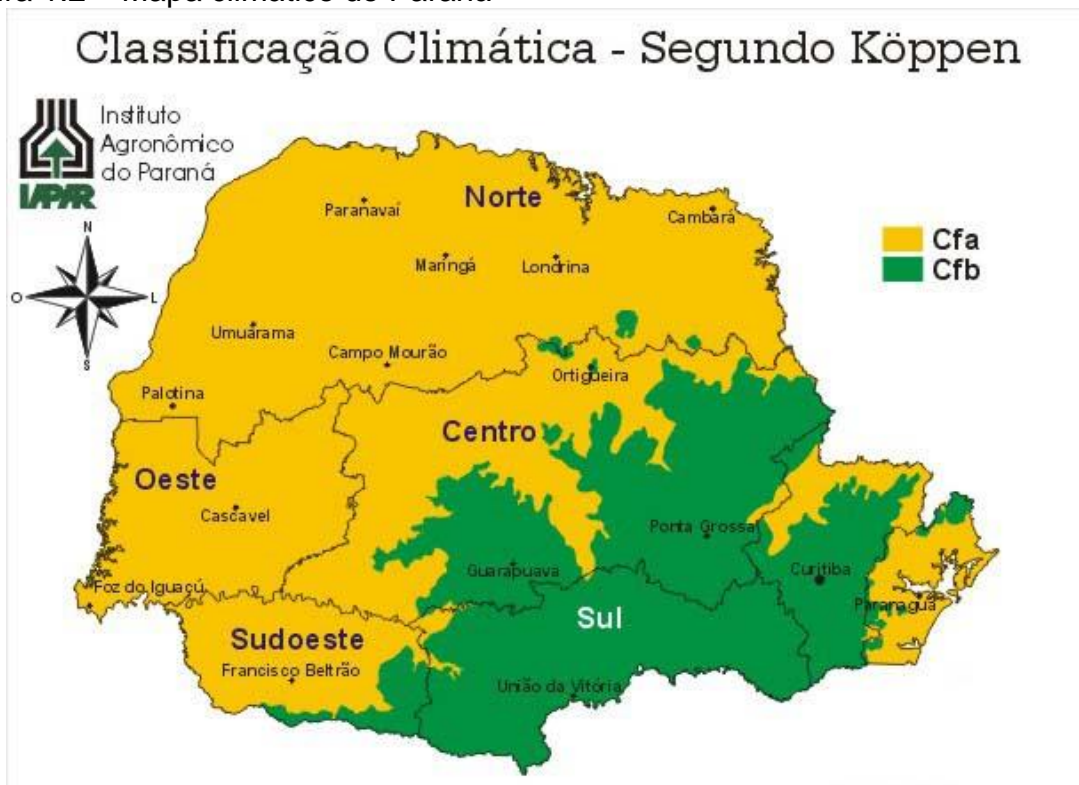 Classificação Climática - Segundo Köppen
Instituto
Agronômico
do Paraná
IAPAR
N
O
L
S
Norte
Paranavaí
Cambará
Maringá
Londrina
Cfa
Cfb
Umuárama
Campo Mourão
Ortigueira
Palotina
Centro
Oeste
Cascavel
Ponta Grossa
Guarapuava
Curitiba
Foz do Iguaçú
Paranaguá
Sul
Sudoeste
Francisco Beltrão
União da Vitória